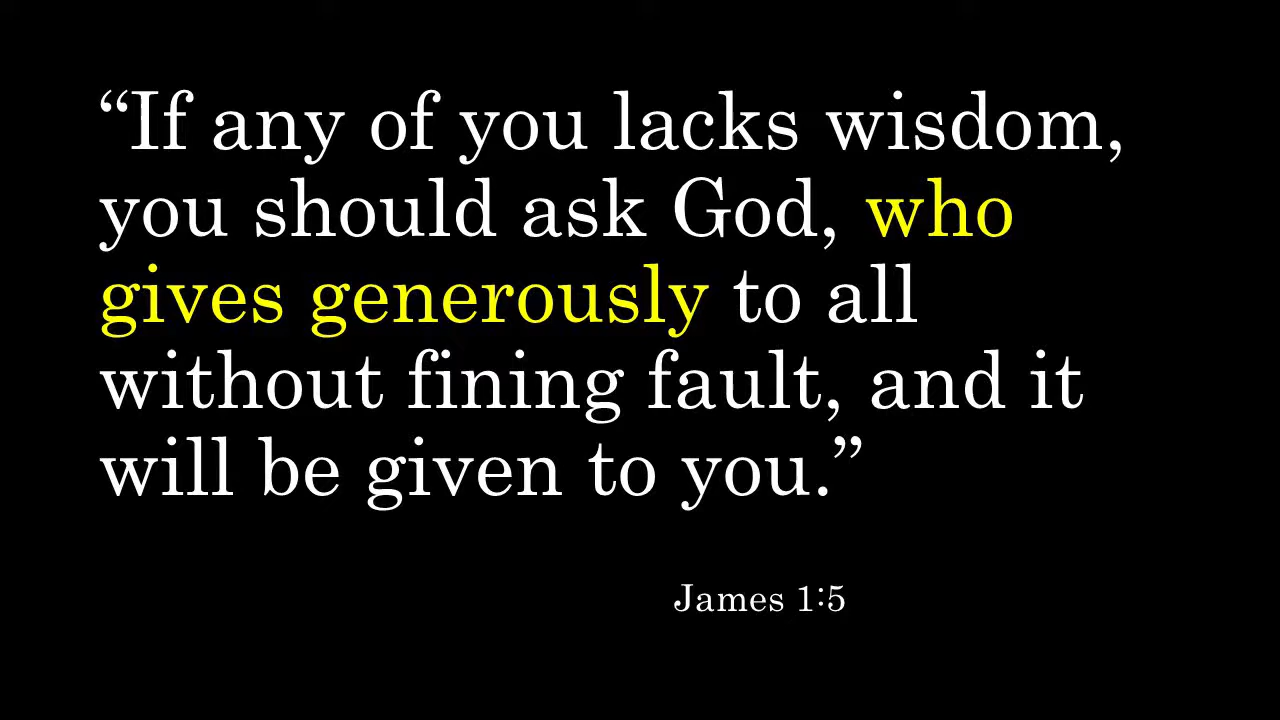 “If any of you lacks wisdom,
you should ask God, who
gives generously to all
without fining fault, and it
will be given to you.”
James 1:5